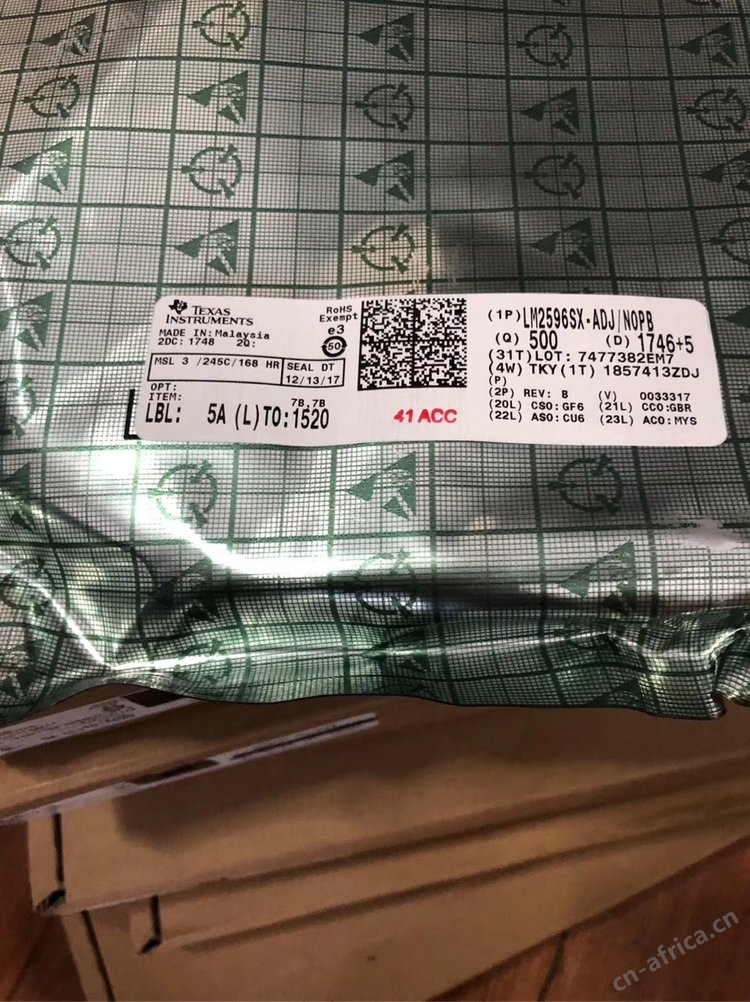 TEXAS
INSTRUMENTS
MADE IN: Malaysia
2DC: 1748 2Q:
RoHS
Exempt
e3
50
MSL 3 /245C/168 HR
SEAL DT
12/13/17
OPT:
ITEM:
7B,7B
LBL: 5A (L)TO:1520
41 ACC
(1P)LM2596SX-ADJ/NOPB
(Q) 500 (D) 1746+5
(31T)LOT: 7477382EM7
(4W) TKY(1T) 1857413ZDJ
(P)
(2P) REV: B (V) 0033317
(20L) CSO:GF6 (21L) CCO:GBR
(22L) ASO:CU6 (23L) ACO:MYS
cn-africa.cn